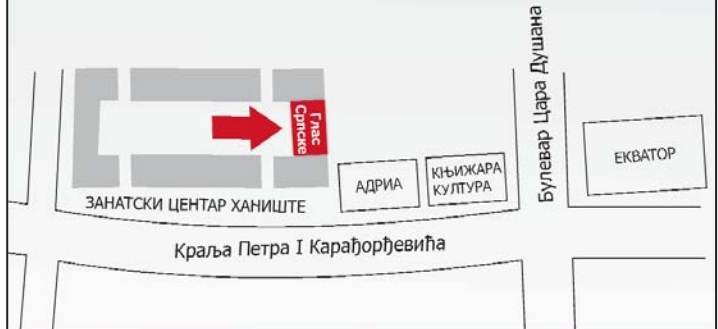 Булевар Цара Душана
Глас
Српске
АДРИА
КЊИЖАРА
КУЛТУРА
ЕКВАТОР
ЗАНАТСКИ ЦЕНТАР ХАНИШТЕ
Краља Петра I Карађорђевића